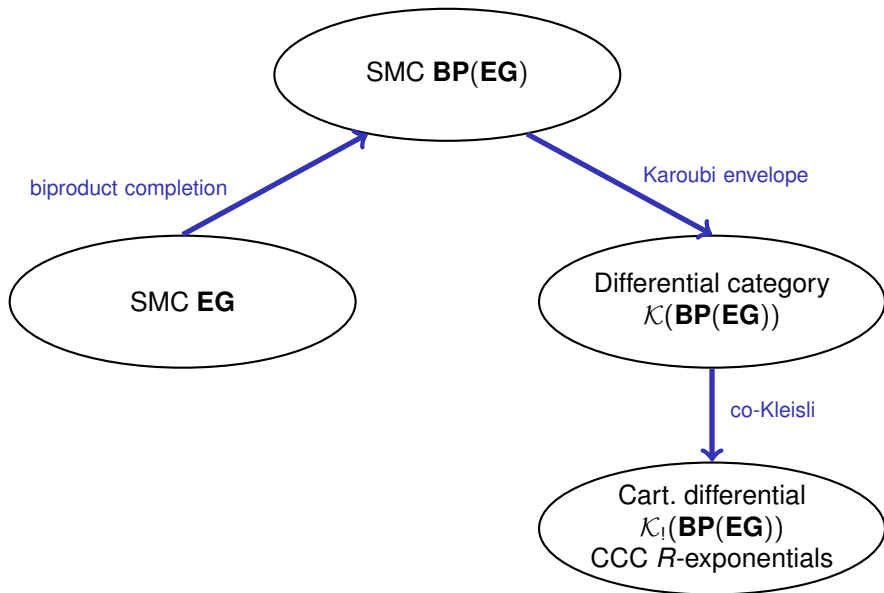 SMC BP(EG)
biproduct completion
Karoubi envelope
SMC EG
Differential category
𝒦(BP(EG))
co-Kleisli
Cart. differential
𝒦!(BP(EG))
CCC R-exponentials